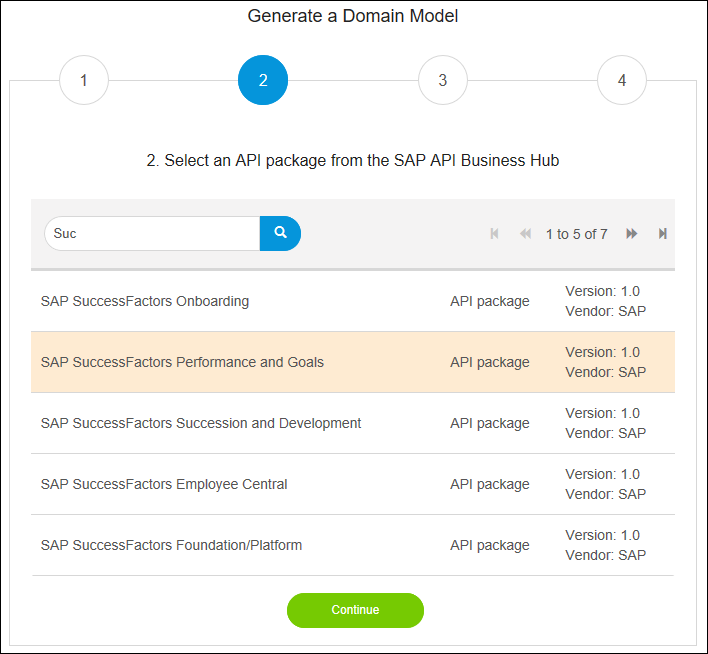 Generate a Domain Model
1 2 3 4
2. Select an API package from the SAP API Business Hub
Suc 1 to 5 of 7
SAP SuccessFactors Onboarding API package Version: 1.0
Vendor: SAP
SAP SuccessFactors Performance and Goals API package Version: 1.0
Vendor: SAP
SAP SuccessFactors Succession and Development API package Version: 1.0
Vendor: SAP
SAP SuccessFactors Employee Central API package Version: 1.0
Vendor: SAP
SAP SuccessFactors Foundation/Platform API package Version: 1.0
Vendor: SAP
Continue